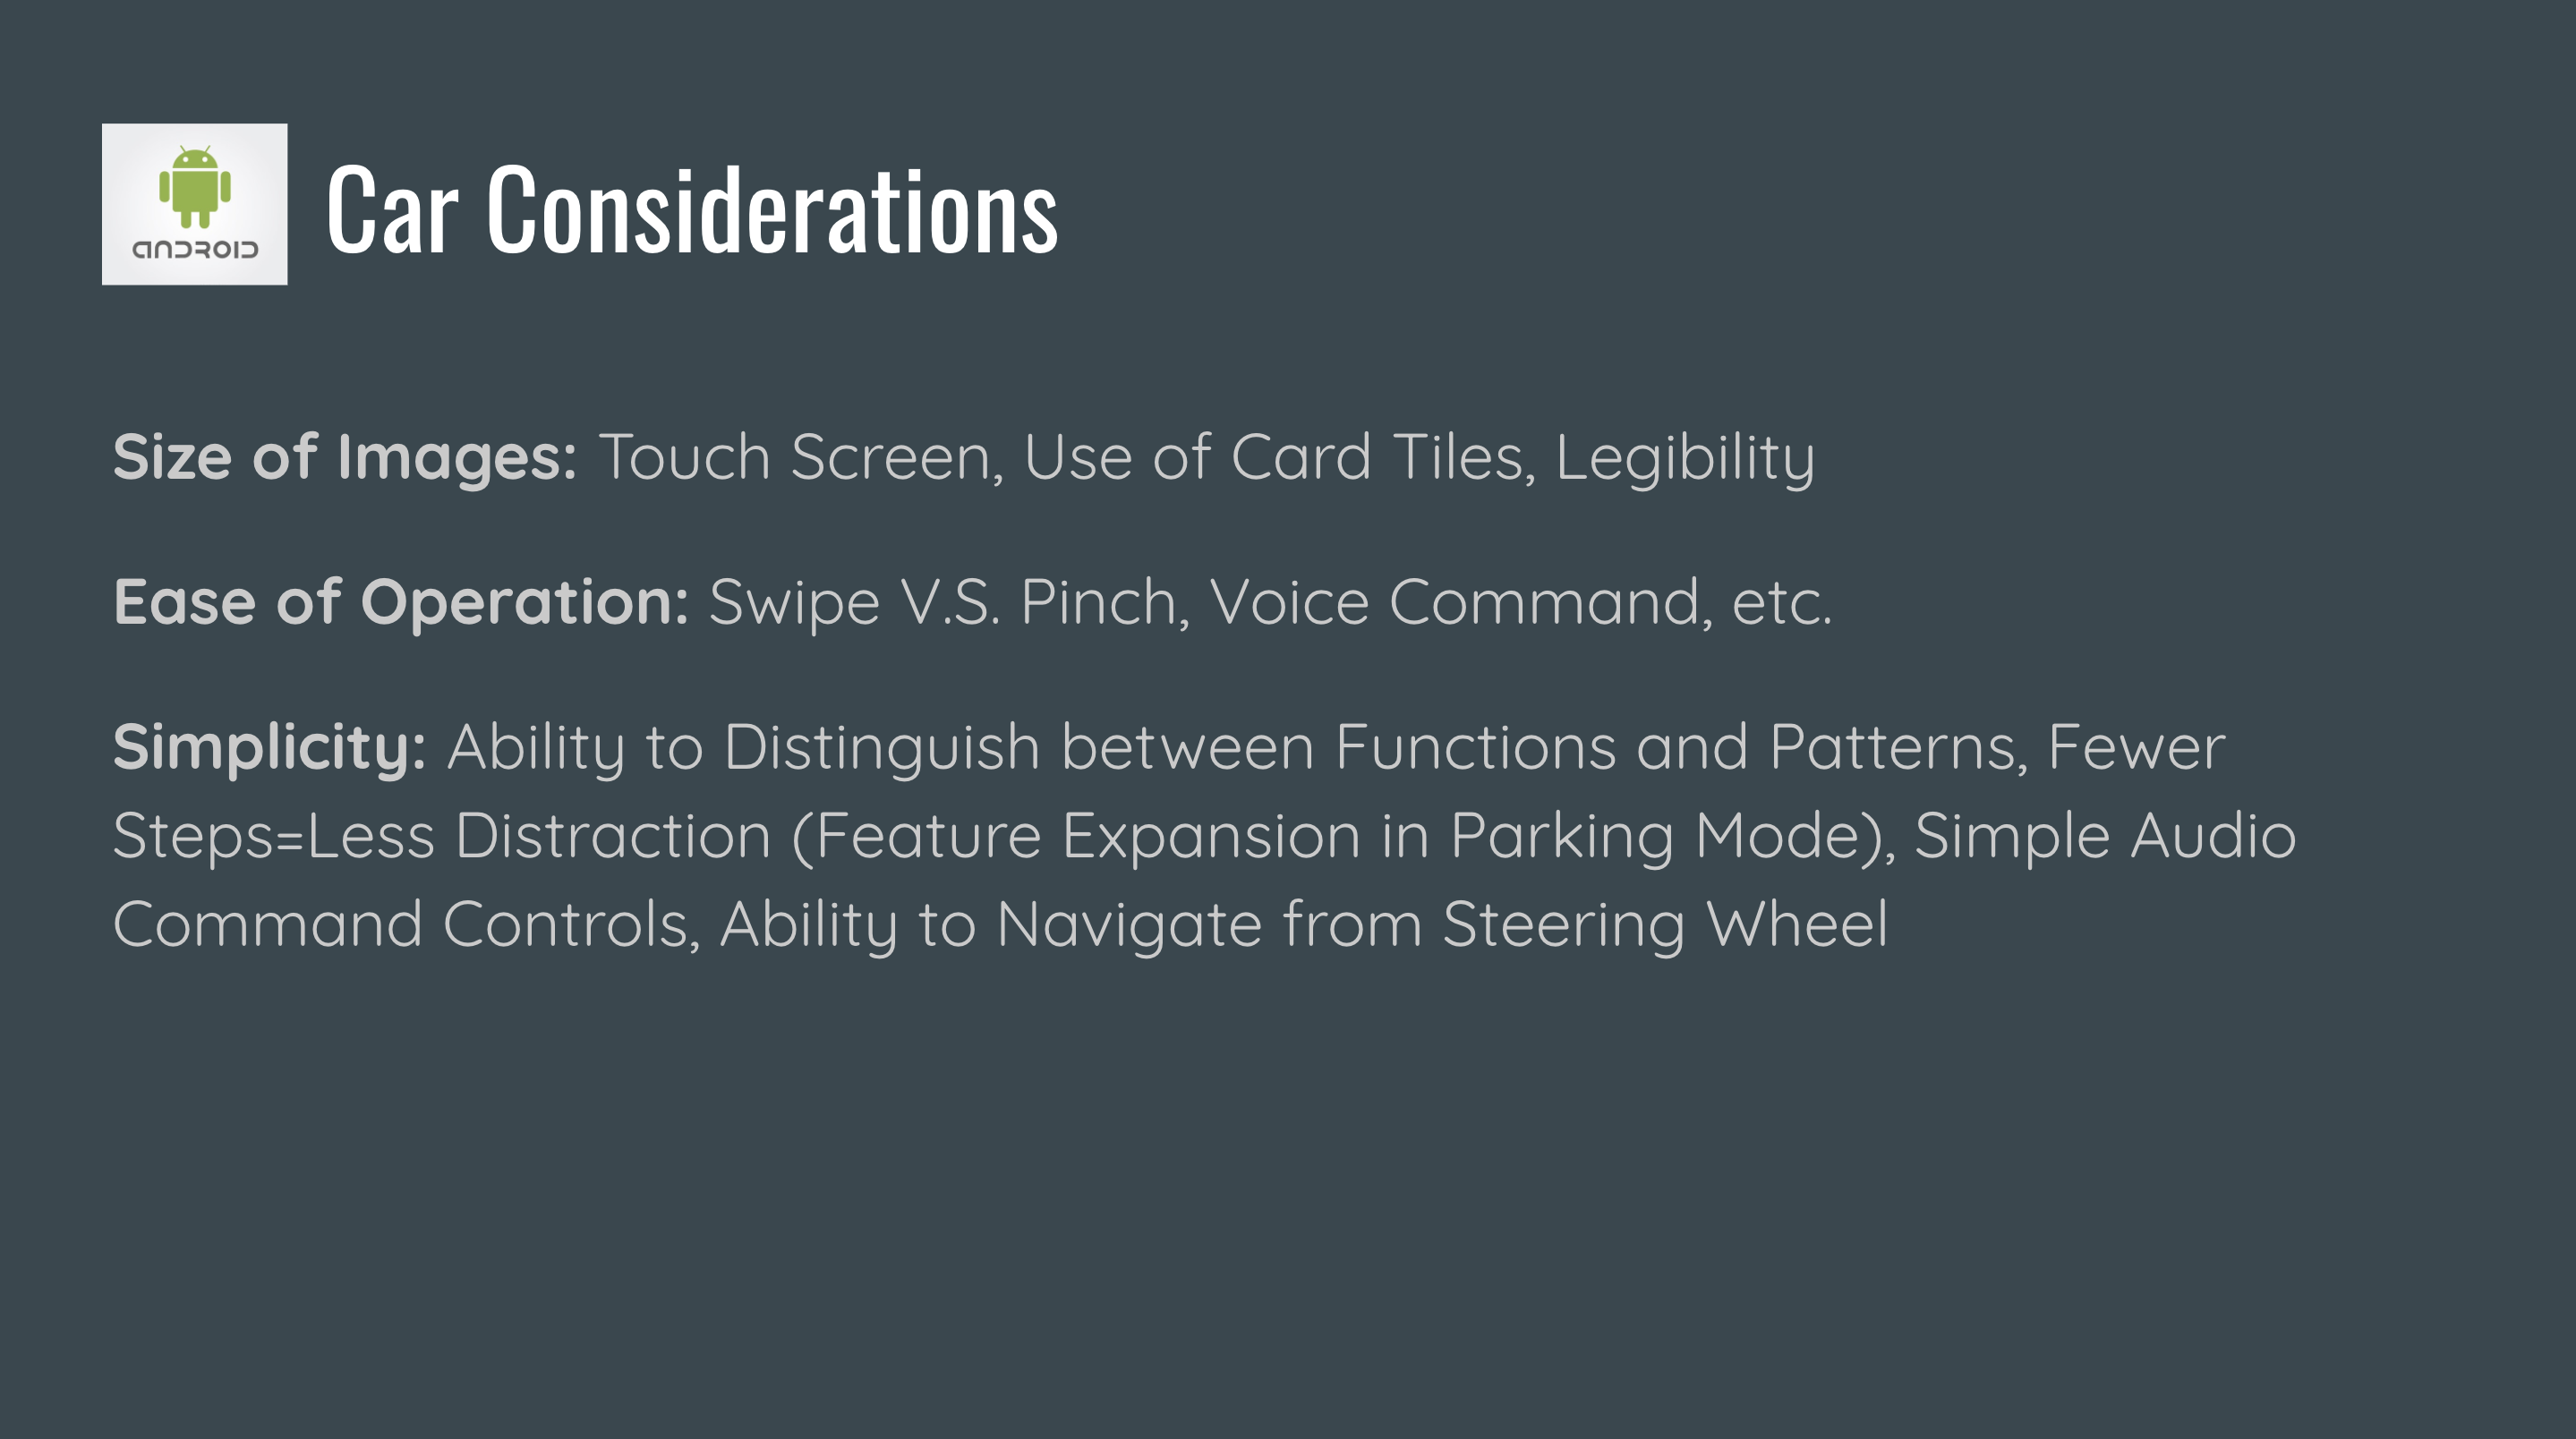 ANDROID
Car Considerations
Size of Images: Touch Screen, Use of Card Tiles, Legibility
Ease of Operation: Swipe V.S. Pinch, Voice Command, etc.
Simplicity: Ability to Distinguish between Functions and Patterns, Fewer
Steps=Less Distraction (Feature Expansion in Parking Mode), Simple Audio
Command Controls, Ability to Navigate from Steering Wheel